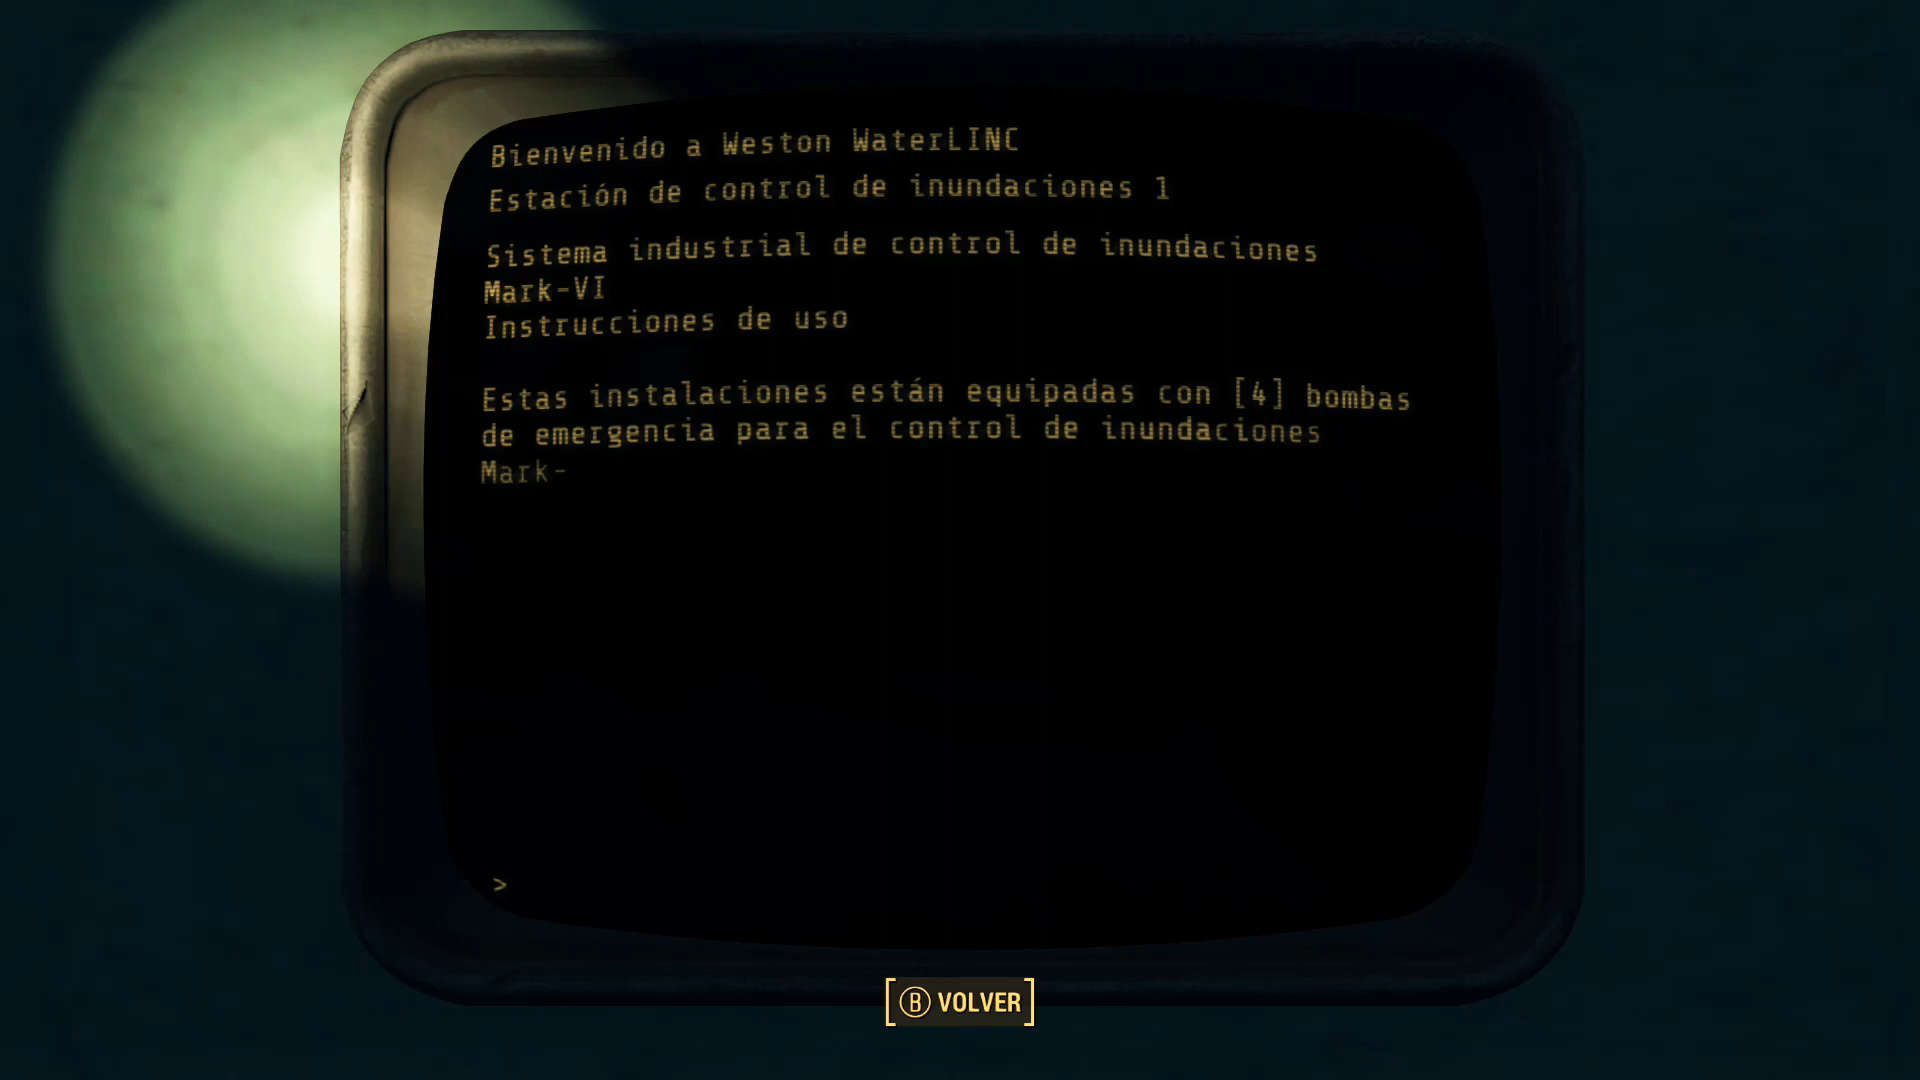 Bienvenido a Weston WaterLINC
Estación de control de inundaciones 1
Sistema industrial de control de inundaciones
Mark-VI
Instrucciones de uso
Estas instalaciones están equipadas con [4] bombas
de emergencia para el control de inundaciones
Mark-
>
B VOLVER